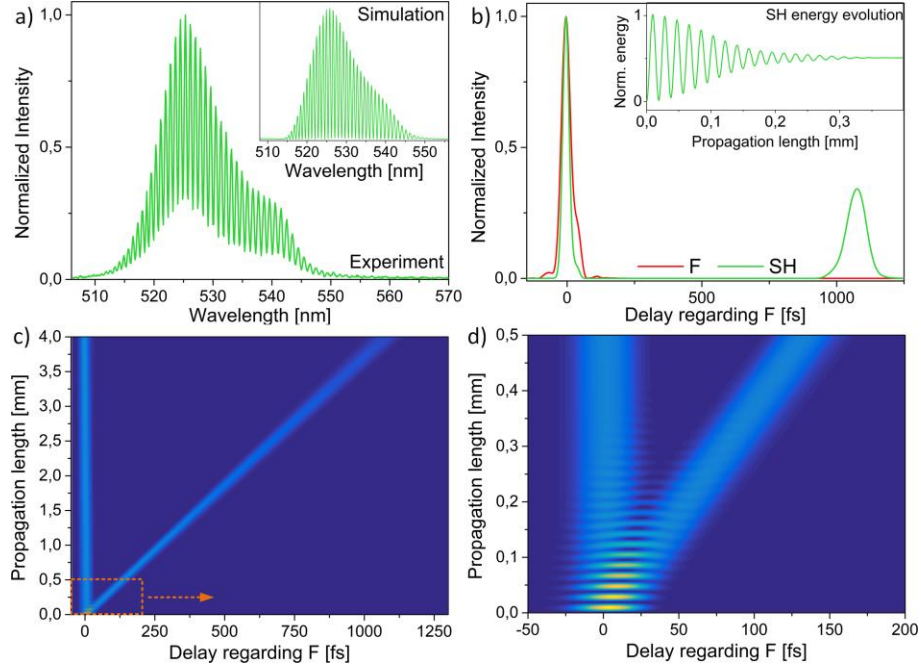 a)
Simulation
510 520 530 540 550
Wavelength [nm]
1,0
0,5
0,0
Normalized Intensity
Experiment
510 520 530 540 550 560 570
Wavelength [nm]
b)
SH energy evolution
Norm. energy
1
0
0,0 0,1 0,2 0,3
Propagation length [mm]
1,0
0,5
0,0
Normalized Intensity
F SH
0 500 1000
Delay regarding F [fs]
c)
4,0
3,5
3,0
2,5
2,0
1,5
1,0
0,5
0,0
Propagation length [mm]
0 250 500 750 1000 1250
Delay regarding F [fs]
d)
0,5
0,4
0,3
0,2
0,1
0,0
Propagation length [mm]
-50 0 50 100 150 200
Delay regarding F [fs]